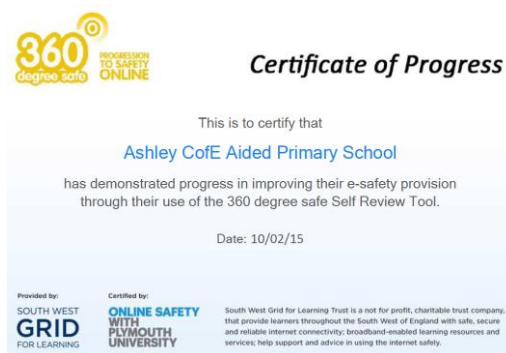 360
degree safe
PROGRESSION
TO SAFETY
ONLINE
Certificate of Progress
This is to certify that
Ashley CofE Aided Primary School
has demonstrated progress in improving their e-safety provision
through their use of the 360 degree safe Self Review Tool.
Date: 10/02/15
Provided by:
SOUTH WEST
GRID
FOR LEARNING
Certified by:
ONLINE SAFETY
WITH
PLYMOUTH
UNIVERSITY
South West Grid for Learning Trust is a not for profit, charitable trust company,
that provide learners throughout the South West of England with safe, secure
and reliable internet connectivity; broadband-enabled learning resources and
services; help support and advice in using the internet safely.